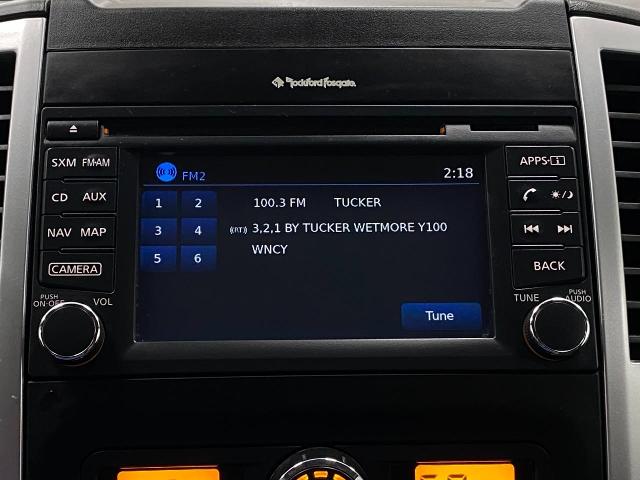 Rockford Fosgate
SXM FM-AM
CD AUX
NAV MAP
CAMERA
PUSH
ON·OFF
VOL
FM2
2:18
1 2
3 4
5 6
100.3 FM TUCKER
(RT) 3,2,1 BY TUCKER WETMORE Y100
WNCY
Tune
APPS·i
BACK
TUNE
PUSH
AUDIO